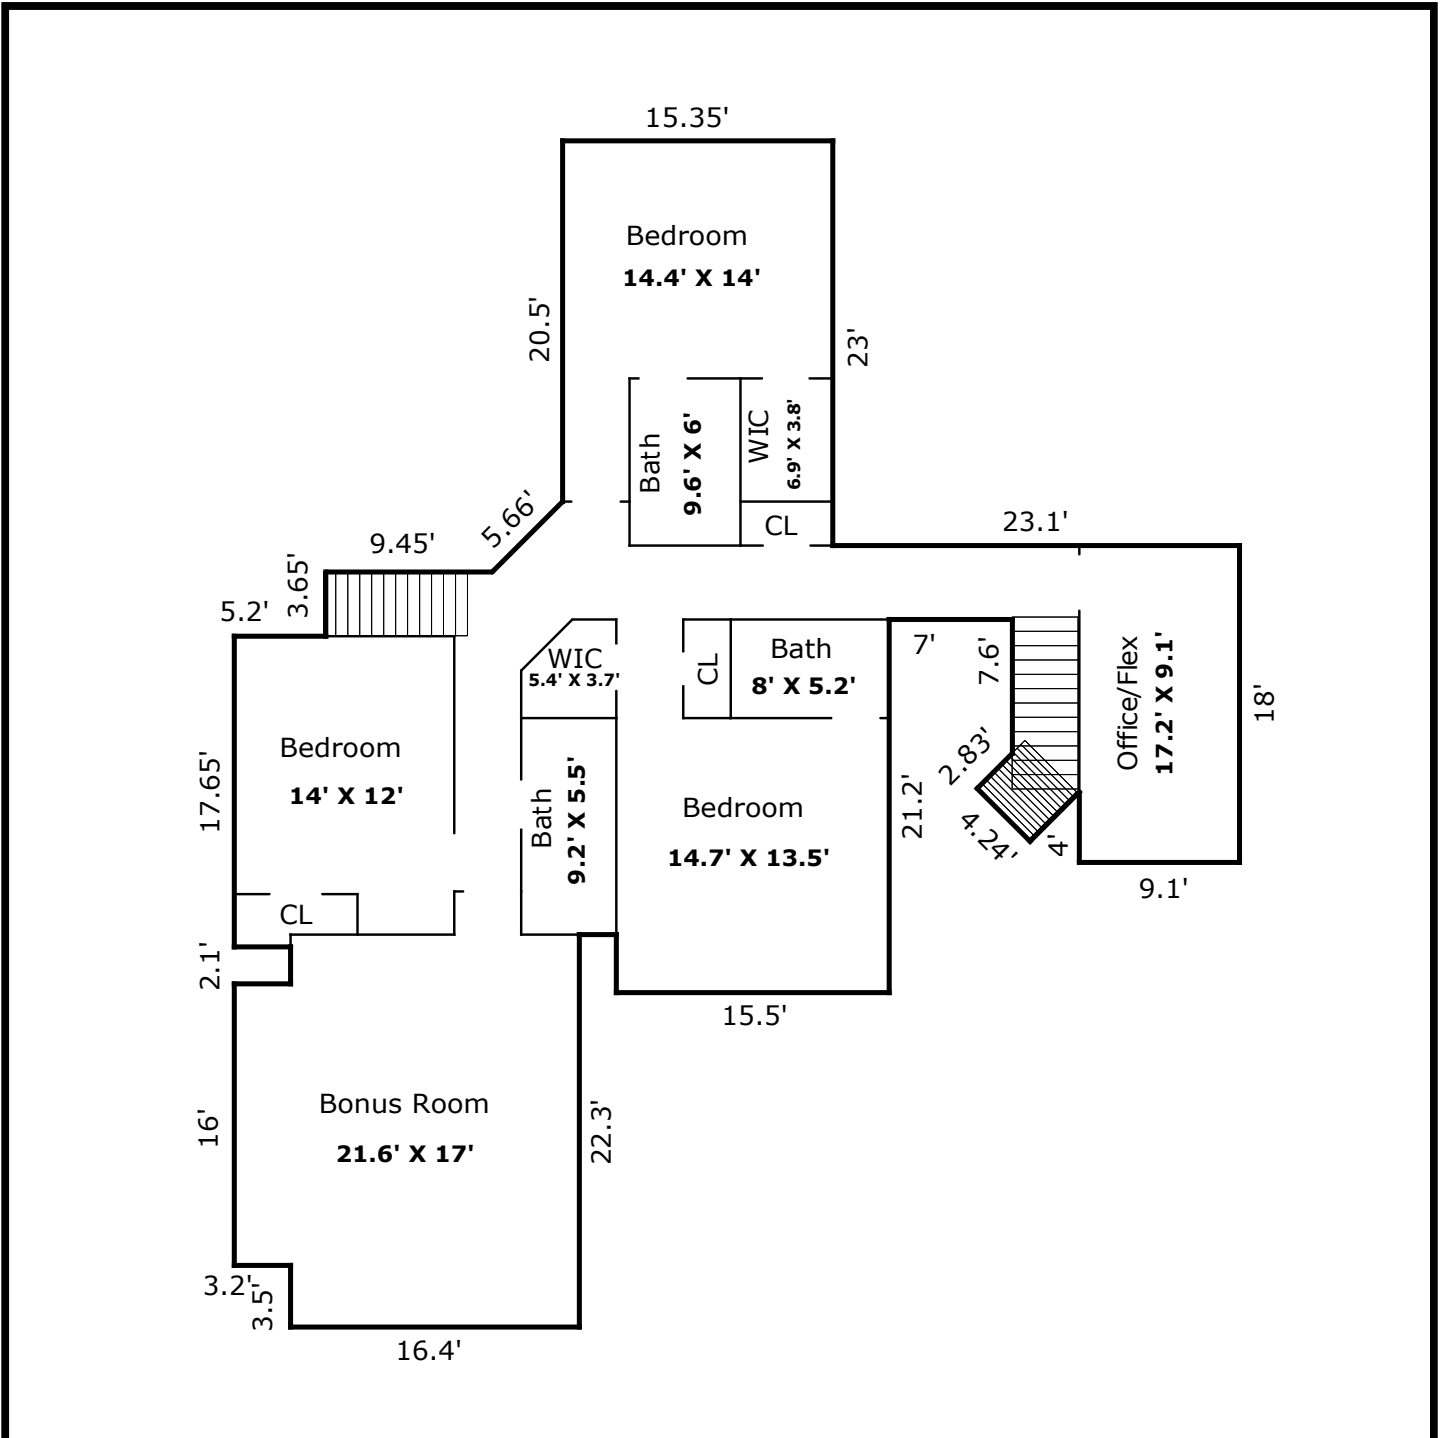 15.35'
Bedroom
14.4' X 14'
20.5'
23'
Bath
9.6' X 6'
WIC
6.9' X 3.8'
CL
5.66'
9.45'
3.65'
5.2'
23.1'
WIC
5.4' X 3.7'
CL
Bath
8' X 5.2'
7'
7.6'
Office/Flex
17.2' X 9.1'
18'
Bedroom
14' X 12'
17.65'
Bath
9.2' X 5.5'
Bedroom
14.7' X 13.5'
21.2'
2.83'
4.24'
4'
9.1'
CL
2.1'
15.5'
Bonus Room
21.6' X 17'
16'
22.3'
3.2'
3.5'
16.4'